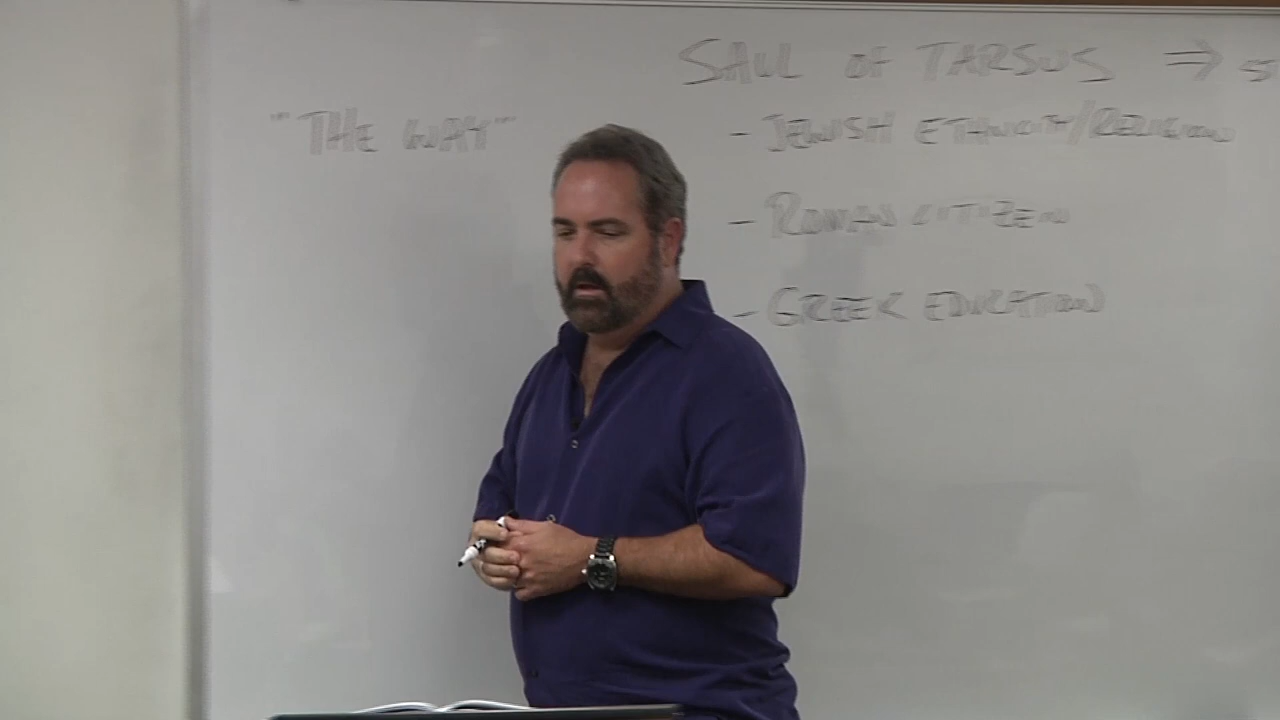 SAUL OF TARSUS ⇒
"THE WAY"
- JEWISH ETHNICITY/RELIGION
- ROMAN CITIZEN
- GREEK EDUCATION